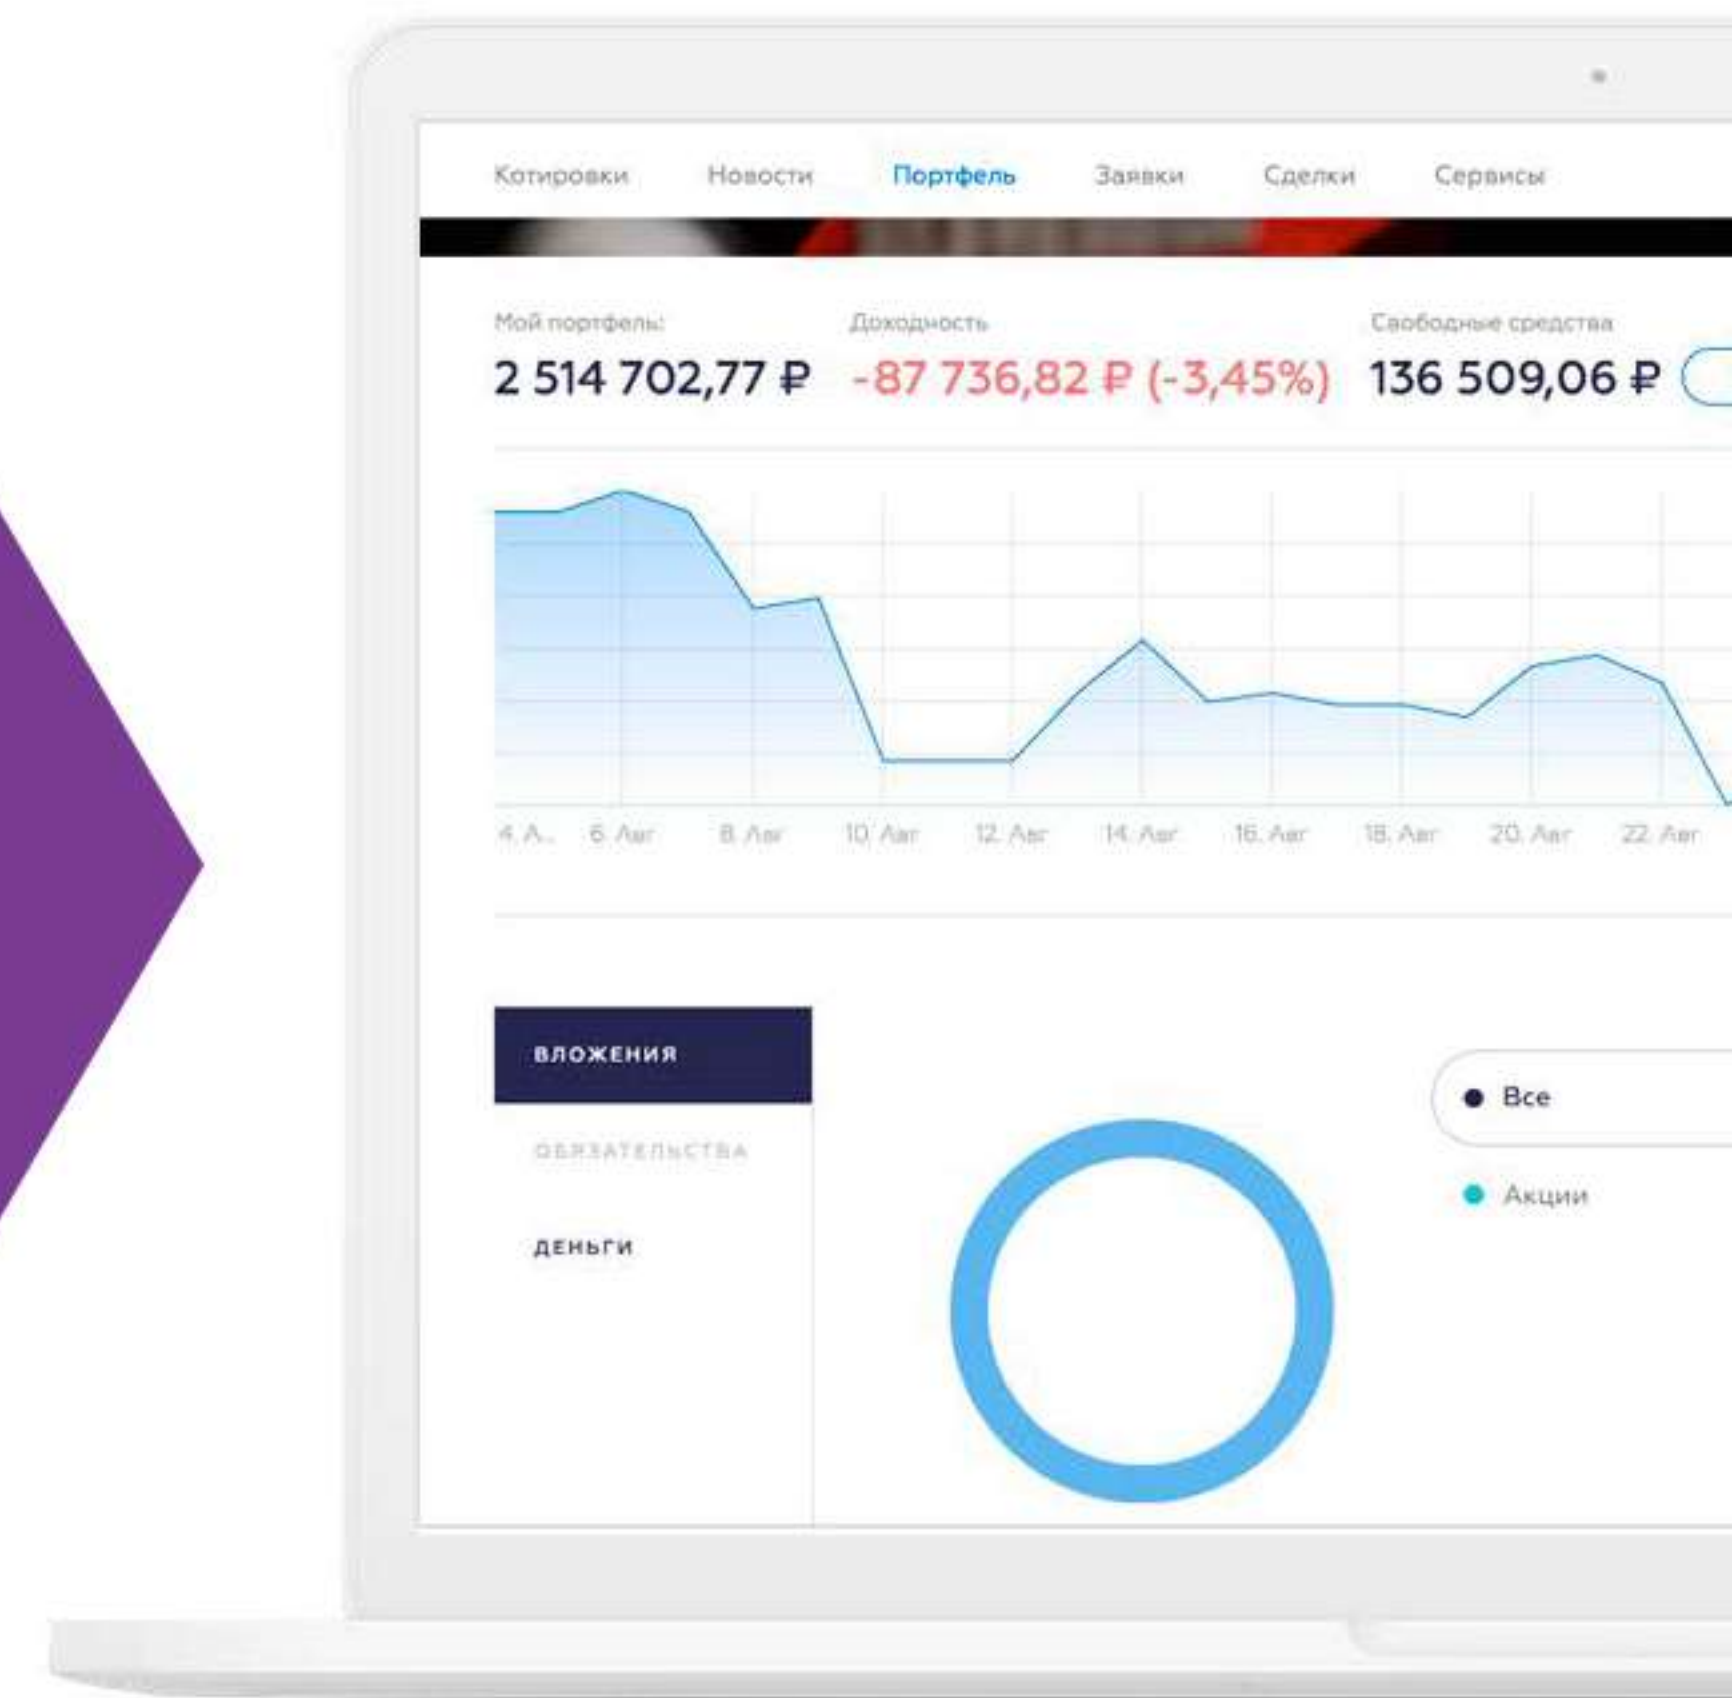 Котировки Новости Портфель Заявки Сделки Сервисы
Мой портфель: Доходность Свободные средства
2 514 702,77 ₽ -87 736,82 ₽ (-3,45%) 136 509,06 ₽
4. А... 6. Авг 8. Авг 10. Авг 12. Авг 14. Авг 16. Авг 18. Авг 20. Авг 22. Авг
ВЛОЖЕНИЯ
Все
ОБЯЗАТЕЛЬСТВА
Акции
ДЕНЬГИ